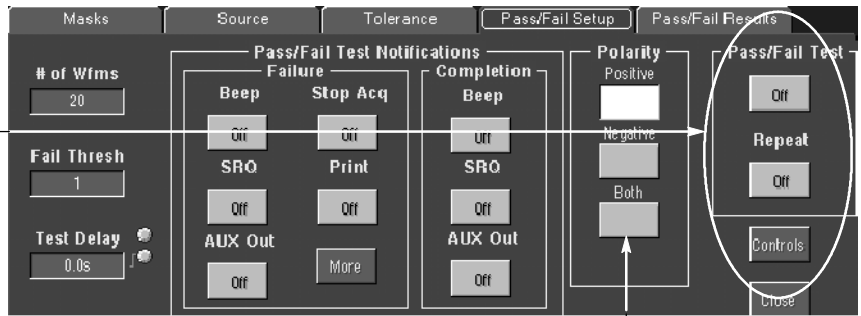 Masks Source Tolerance Pass/Fail Setup Pass/Fail Results
Pass/Fail Test Notifications Polarity Pass/Fail Test
# of Wfms Failure Completion Positive
20 Beep Stop Acq Beep Off
Off Off Off Negative Repeat
Fail Thresh SRQ Print SRQ
1 Off Off Off Both Off
Test Delay AUX Out AUX Out
0.0s Off More Off Controls
Close